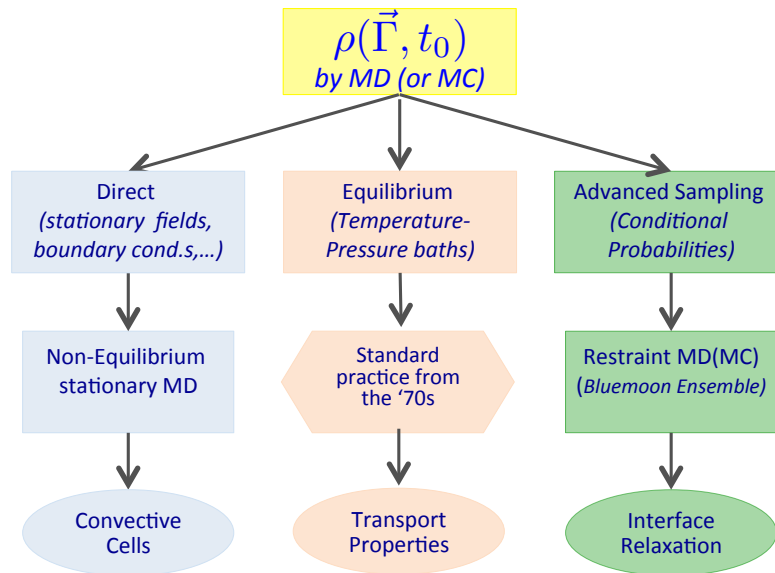 ρ(Γ⃗, t₀)
by MD (or MC)
Direct
(stationary fields,
boundary cond.s,...)
Equilibrium
(Temperature-
Pressure baths)
Advanced Sampling
(Conditional
Probabilities)
Non-Equilibrium
stationary MD
Standard
practice from
the ‘70s
Restraint MD(MC)
(Bluemoon Ensemble)
Convective
Cells
Transport
Properties
Interface
Relaxation